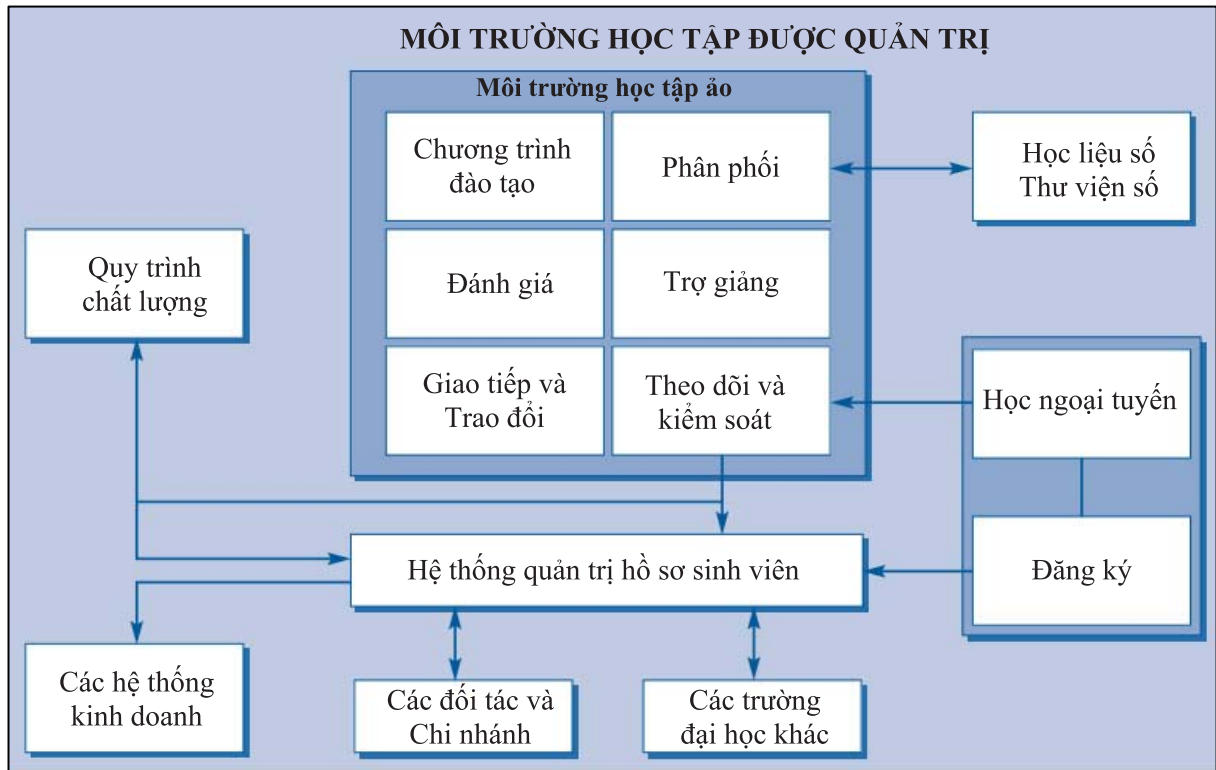 MÔI TRƯỜNG HỌC TẬP ĐƯỢC QUẢN TRỊ
Môi trường học tập ảo
Chương trình
đào tạo
Phân phối
Học liệu số
Thư viện số
Quy trình
chất lượng
Đánh giá
Trợ giảng
Giao tiếp và
Trao đổi
Theo dõi và
kiểm soát
Học ngoại tuyến
Hệ thống quản trị hồ sơ sinh viên
Đăng ký
Các hệ thống
kinh doanh
Các đối tác và
Chi nhánh
Các trường
đại học khác